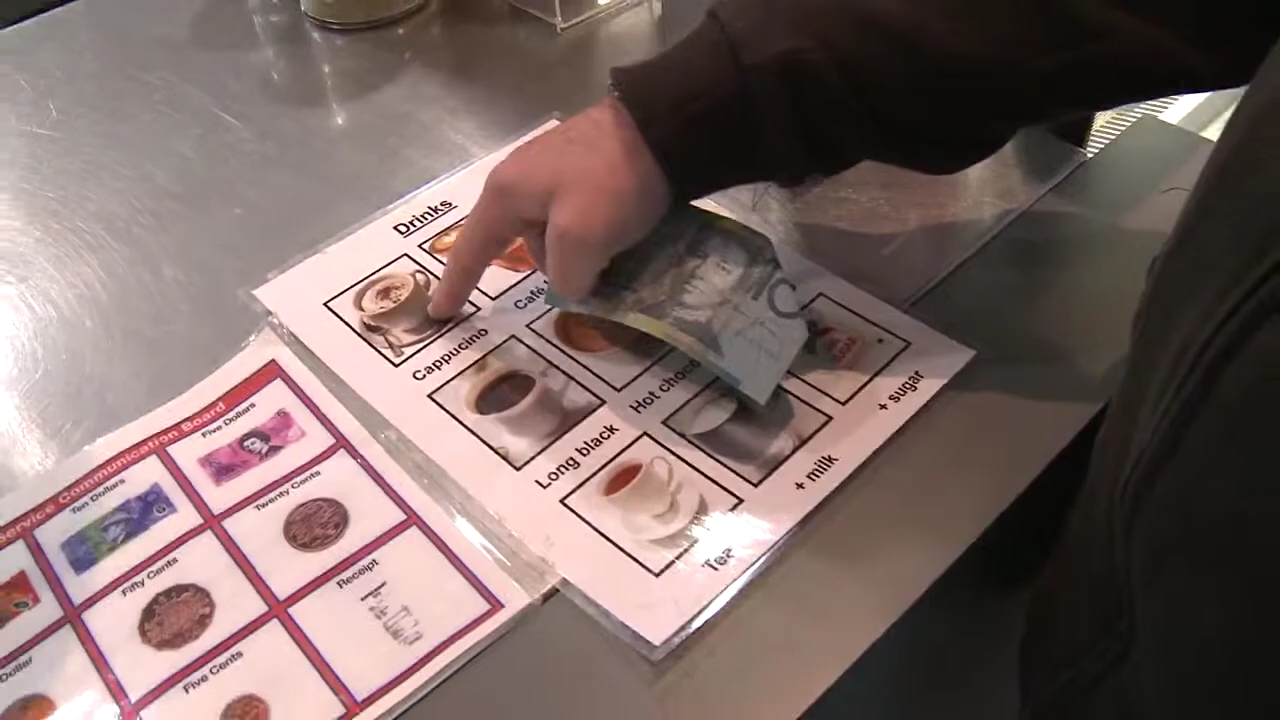 Drinks
Cappucino
Café
Long black
Hot choco
Tea
+ milk
+ sugar
Service Communication Board
Five Dollars
Ten Dollars
Twenty Cents
Fifty Cents
Receipt
Dollar
Five Cents